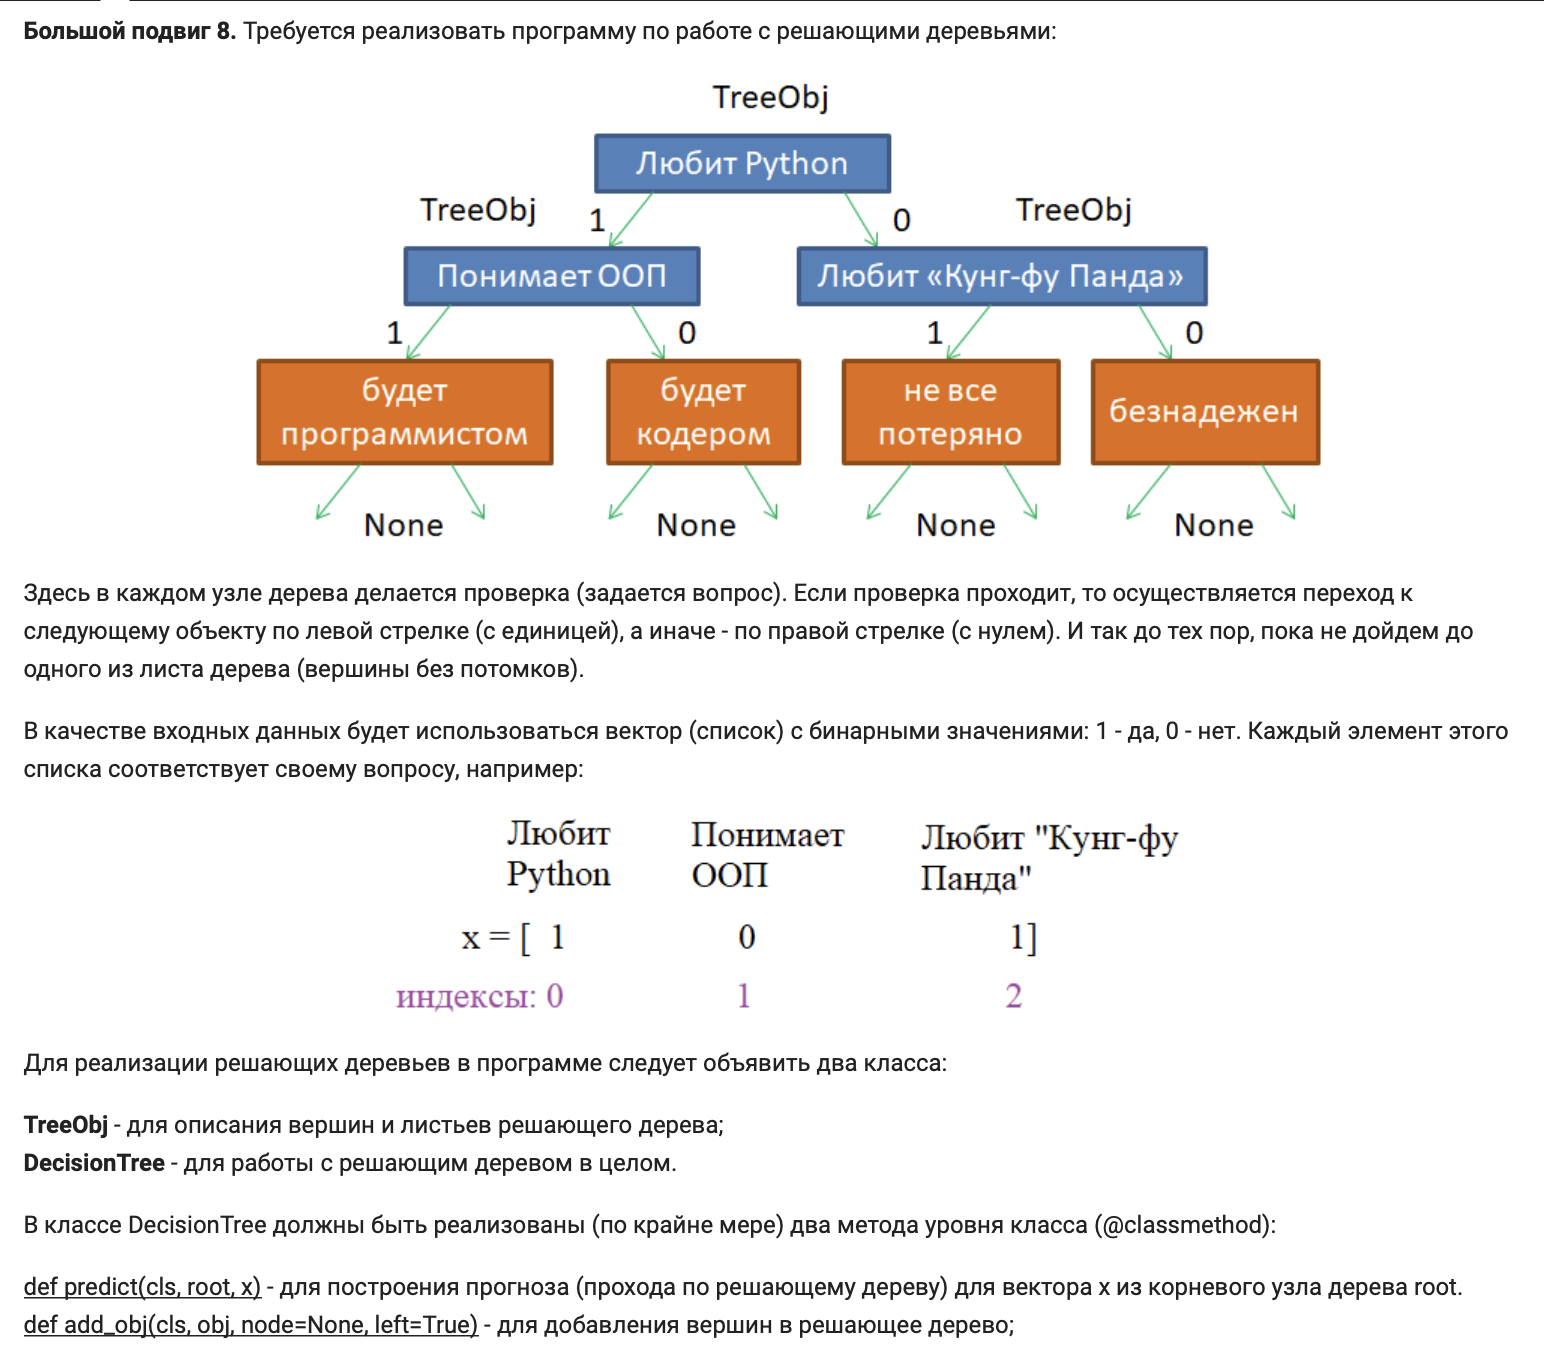 Большой подвиг 8. Требуется реализовать программу по работе с решающими деревьями:
TreeObj
Любит Python
TreeObj 1 0 TreeObj
Понимает ООП Любит «Кунг-фу Панда»
1 0 1 0
будет будет не все безнадежен
программистом кодером потеряно
None None None None
Здесь в каждом узле дерева делается проверка (задается вопрос). Если проверка проходит, то осуществляется переход к
следующему объекту по левой стрелке (с единицей), а иначе - по правой стрелке (с нулем). И так до тех пор, пока не дойдем до
одного из листа дерева (вершины без потомков).
В качестве входных данных будет использоваться вектор (список) с бинарными значениями: 1 - да, 0 - нет. Каждый элемент этого
списка соответствует своему вопросу, например:
Любит Понимает Любит "Кунг-фу
Python ООП Панда"
x = [ 1 0 1]
индексы: 0 1 2
Для реализации решающих деревьев в программе следует объявить два класса:
TreeObj - для описания вершин и листьев решающего дерева;
DecisionTree - для работы с решающим деревом в целом.
В классе DecisionTree должны быть реализованы (по крайне мере) два метода уровня класса (@classmethod):
def predict(cls, root, x) - для построения прогноза (прохода по решающему дереву) для вектора x из корневого узла дерева root.
def add_obj(cls, obj, node=None, left=True) - для добавления вершин в решающее дерево;